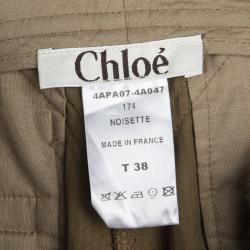 Chloé
4APA07-4A047
174
NOISETTE
MADE IN FRANCE
T 38